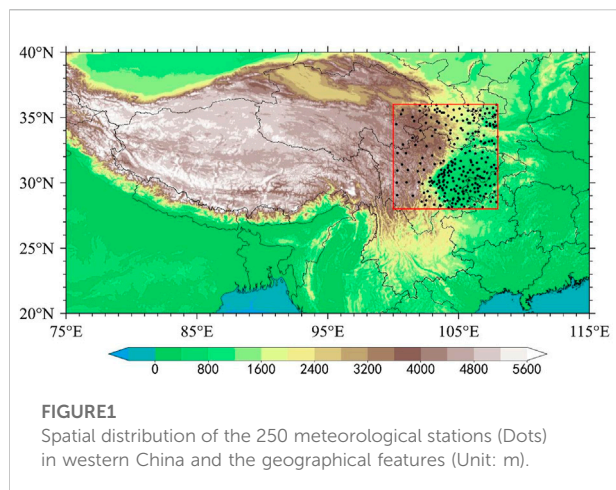 40°N
35°N
30°N
25°N
20°N
75°E 85°E 95°E 105°E 115°E
0 800 1600 2400 3200 4000 4800 5600
FIGURE1
Spatial distribution of the 250 meteorological stations (Dots)
in western China and the geographical features (Unit: m).